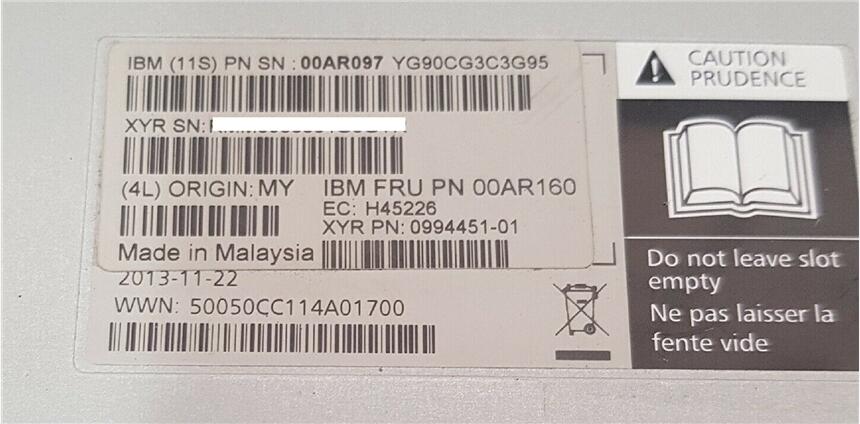 IBM (11S) PN SN : 00AR097 YG90CG3C3G95
XYR SN:
(4L) ORIGIN: MY
IBM FRU PN 00AR160
EC: H45226
XYR PN: 0994451-01
Made in Malaysia
2013-11-22
WWN: 50050CC114A01700
CAUTION
PRUDENCE
Do not leave slot
empty
Ne pas laisser la
fente vide